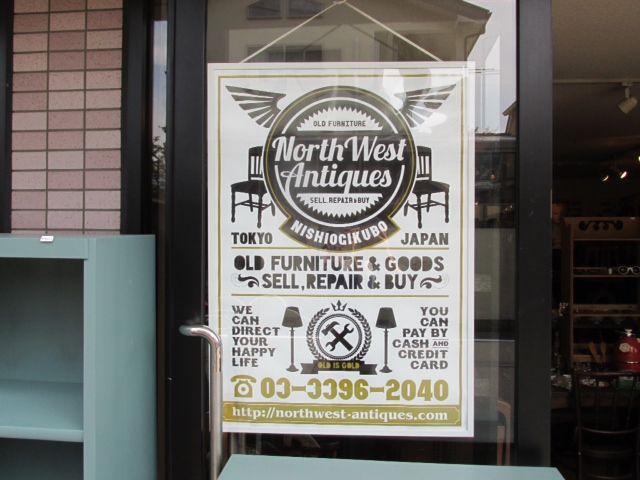 OLD FURNITURE
North West
Antiques
SELL.REPAIR&BUY
NISHIOGIKUBO
TOKYO JAPAN
OLD FURNITURE & GOODS
SELL,REPAIR & BUY
WE
CAN
DIRECT
YOUR
HAPPY
LIFE
OLD IS GOLD
YOU
CAN
PAY BY
CASH AND
CREDIT
CARD
03-3396-2040
http://northwest-antiques.com